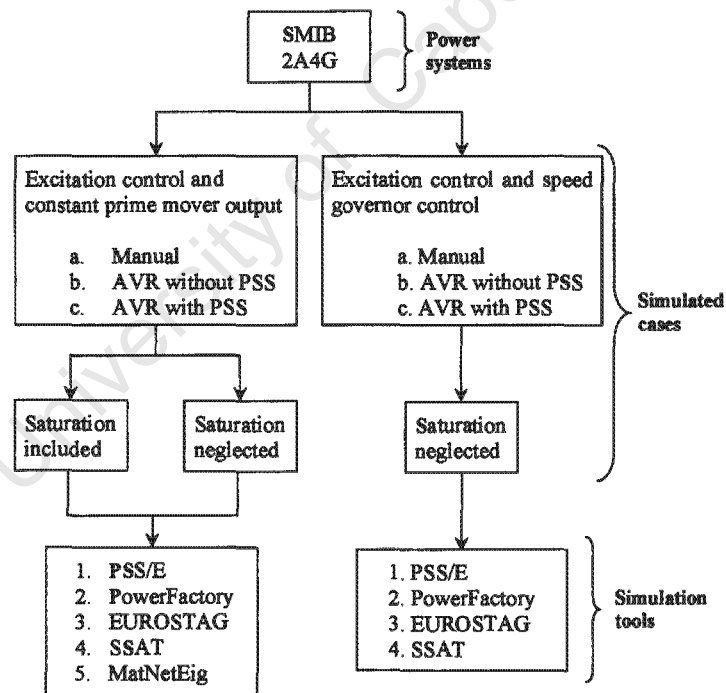 SMIB
2A4G
Power
systems
Excitation control and
constant prime mover output
a. Manual
b. AVR without PSS
c. AVR with PSS
Excitation control and speed
governor control
a. Manual
b. AVR without PSS
c. AVR with PSS
Simulated
cases
Saturation
included
Saturation
neglected
Saturation
neglected
1. PSS/E
2. PowerFactory
3. EUROSTAG
4. SSAT
5. MatNetEig
1. PSS/E
2. PowerFactory
3. EUROSTAG
4. SSAT
Simulation
tools
University of Cape